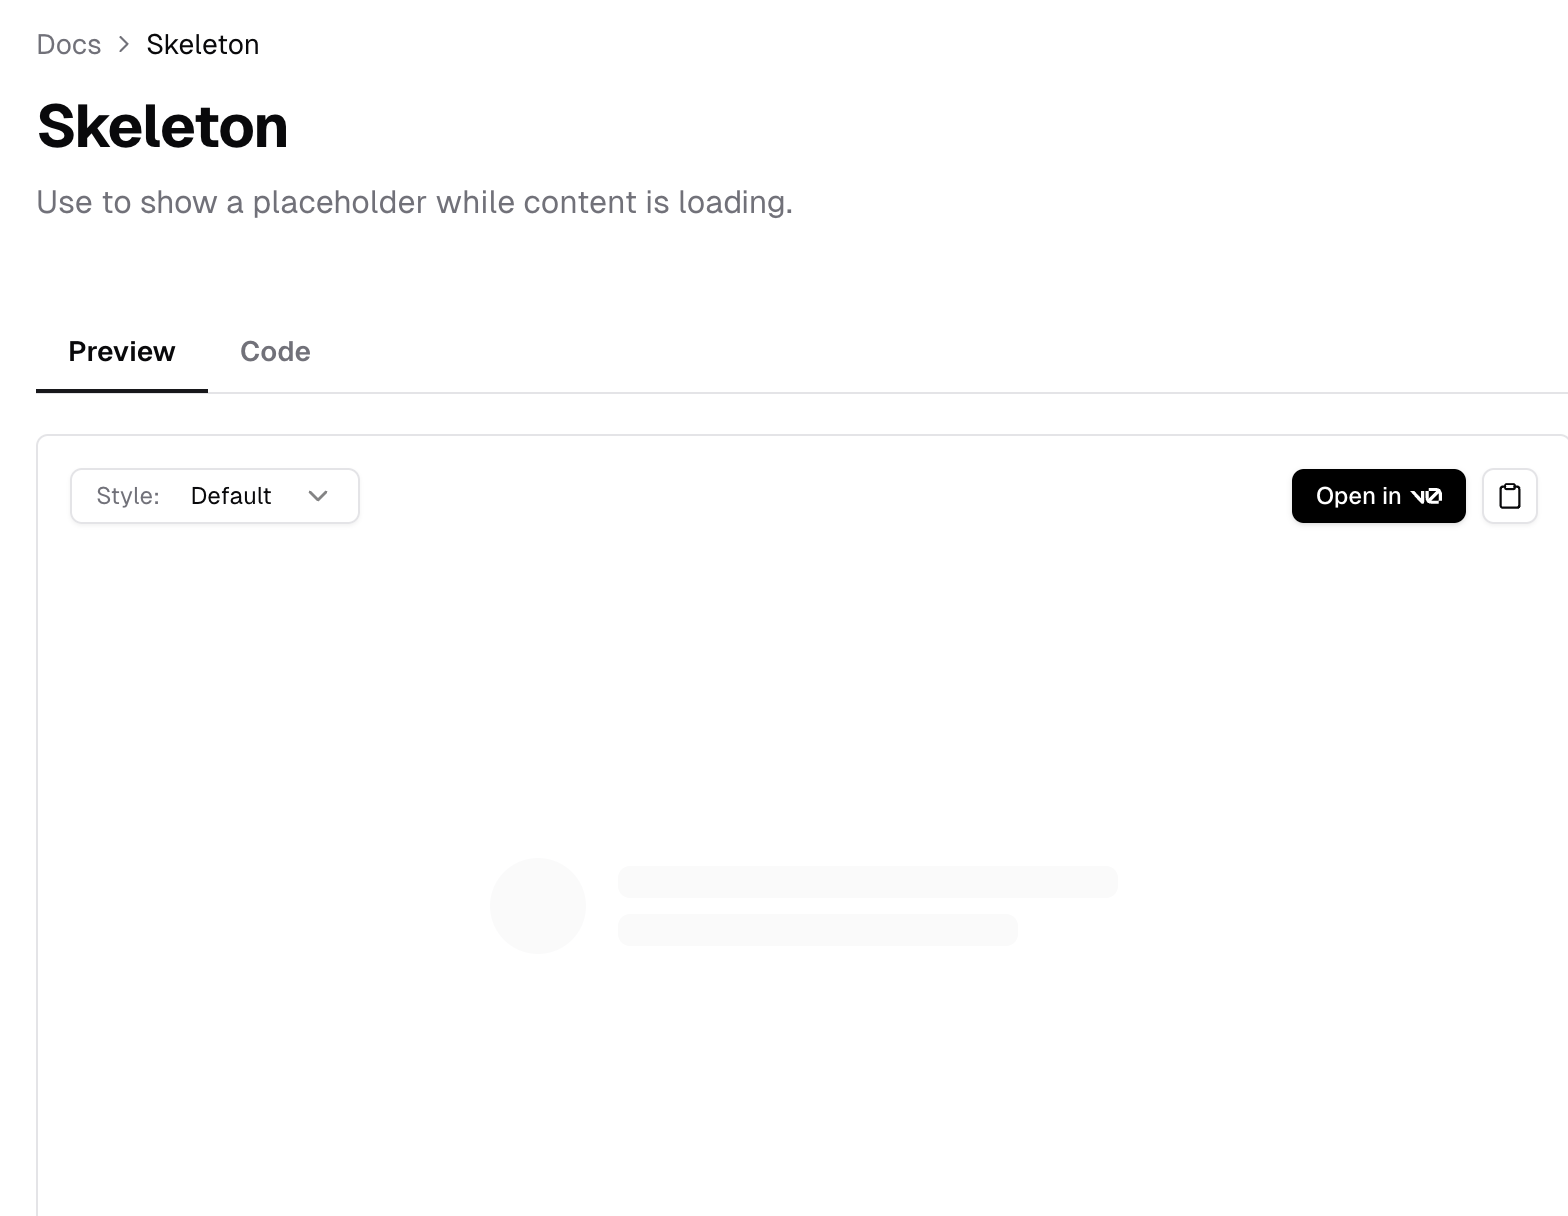 Docs > Skeleton
Skeleton
Use to show a placeholder while content is loading.
Preview Code
Style: Default Open in v0